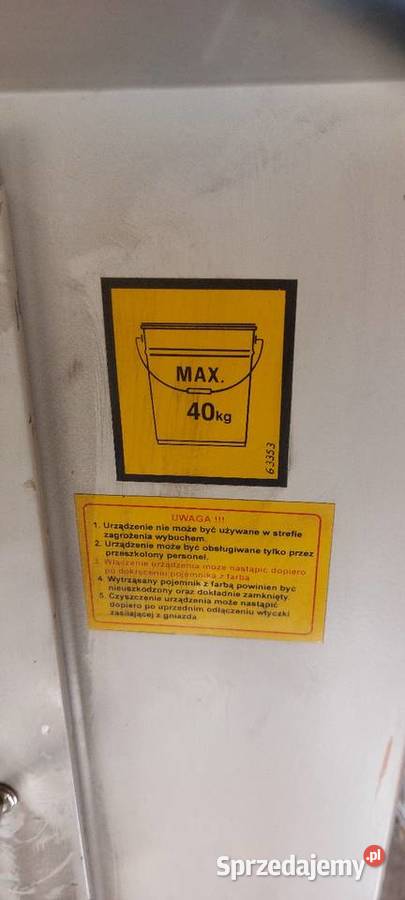 MAX.
40kg
63353
UWAGA !!!
1. Urządzenie nie może być używane w strefie
zagrożenia wybuchem.
2. Urządzenie może być obsługiwane tylko przez
przeszkolony personel.
3. Włączenie urządzenia może nastąpić dopiero
po dokręceniu pojemnika z farbą
4. Wytrząsany pojemnik z farbą powinien być
nieuszkodzony oraz dokładnie zamknięty.
5. Czyszczenie urządzenia może nastąpić
dopiero po uprzednim odłączeniu wtyczki
zasilającej z gniazda
Sprzedajemy.pl